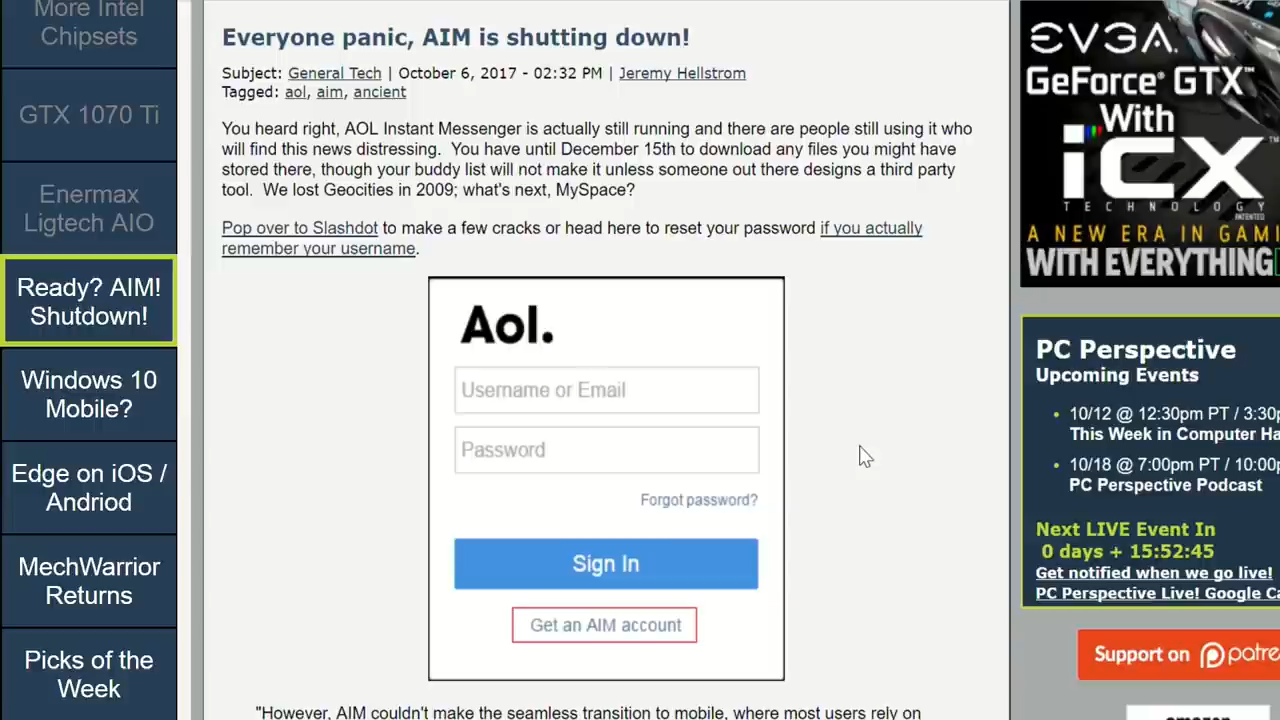 More Intel
Chipsets
GTX 1070 Ti
Enermax
Ligtech AIO
Ready? AIM!
Shutdown!
Windows 10
Mobile?
Edge on iOS /
Andriod
MechWarrior
Returns
Picks of the
Week
Everyone panic, AIM is shutting down!
Subject: General Tech | October 6, 2017 - 02:32 PM | Jeremy Hellstrom
Tagged: aol, aim, ancient
You heard right, AOL Instant Messenger is actually still running and there are people still using it who
will find this news distressing. You have until December 15th to download any files you might have
stored there, though your buddy list will not make it unless someone out there designs a third party
tool. We lost Geocities in 2009; what's next, MySpace?
Pop over to Slashdot to make a few cracks or head here to reset your password if you actually
remember your username.
Aol.
Username or Email
Password
Forgot password?
Sign In
Get an AIM account
"However, AIM couldn't make the seamless transition to mobile, where most users rely on
EVGA.
GeForce® GTX™
With
iCX™
TECHNOLOGY
PATENTED
A NEW ERA IN GAMI
WITH EVERYTHING
PC Perspective
Upcoming Events
• 10/12 @ 12:30pm PT / 3:30p
This Week in Computer Ha
• 10/18 @ 7:00pm PT / 10:00p
PC Perspective Podcast
Next LIVE Event In
0 days + 15:52:45
Get notified when we go live!
PC Perspective Live! Google Ca
Support on patre
amazon